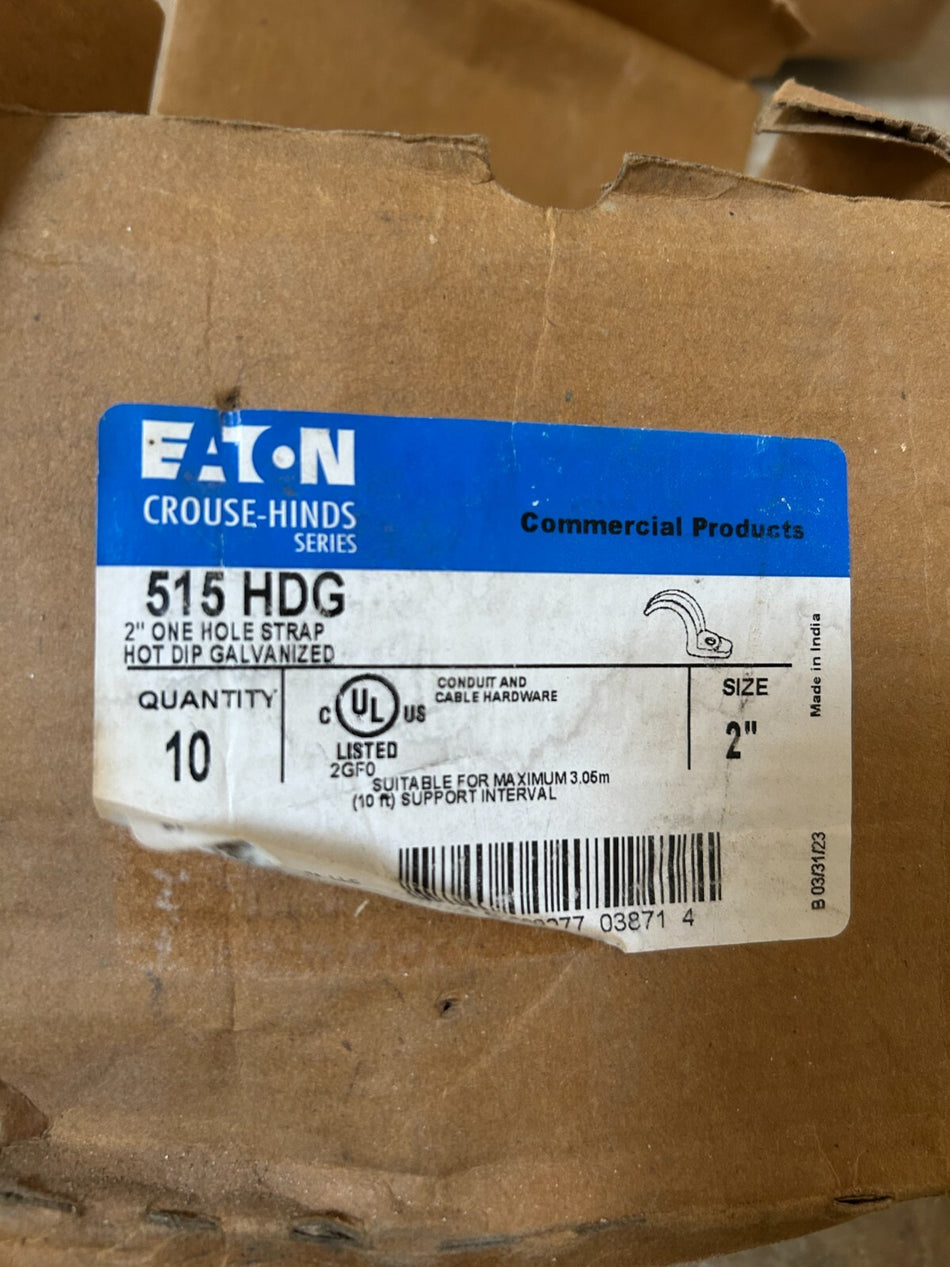 EATON
CROUSE-HINDS
SERIES
Commercial Products
515 HDG
2" ONE HOLE STRAP
HOT DIP GALVANIZED
QUANTITY
10
C UL US
LISTED
2GF0
CONDUIT AND
CABLE HARDWARE
SUITABLE FOR MAXIMUM 3.05m
(10 ft) SUPPORT INTERVAL
SIZE
2"
Made in India
B 03/31/23
77 03871 4